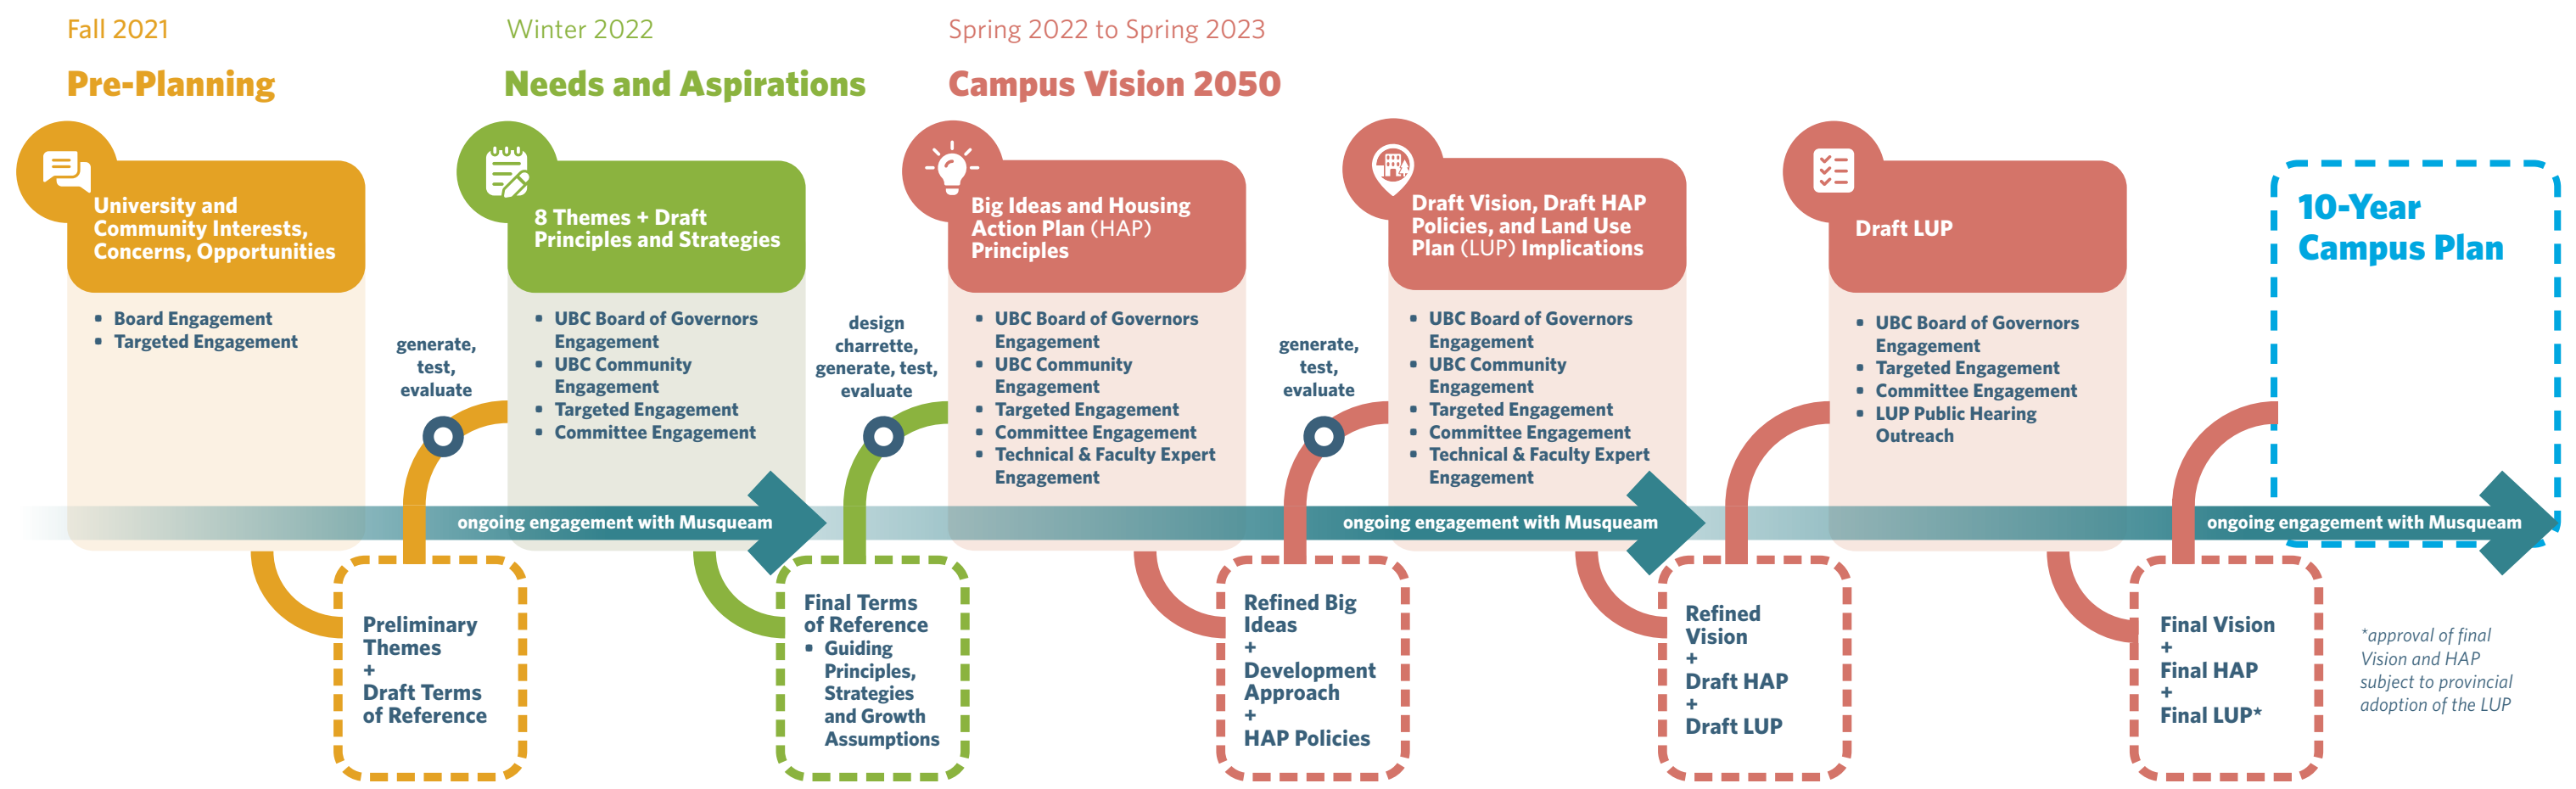 Fall 2021
Pre-Planning
University and
Community Interests,
Concerns, Opportunities
▪ Board Engagement
▪ Targeted Engagement
Preliminary
Themes
+
Draft Terms
of Reference
generate,
test,
evaluate
Winter 2022
Needs and Aspirations
8 Themes + Draft
Principles and Strategies
▪ UBC Board of Governors
Engagement
▪ UBC Community
Engagement
▪ Targeted Engagement
▪ Committee Engagement
ongoing engagement with Musqueam
Final Terms
of Reference
▪ Guiding
Principles,
Strategies
and Growth
Assumptions
design
charrette,
generate, test,
evaluate
Spring 2022 to Spring 2023
Campus Vision 2050
Big Ideas and Housing
Action Plan (HAP)
Principles
▪ UBC Board of Governors
Engagement
▪ UBC Community
Engagement
▪ Targeted Engagement
▪ Committee Engagement
▪ Technical & Faculty Expert
Engagement
Refined Big
Ideas
+
Development
Approach
+
HAP Policies
generate,
test,
evaluate
Draft Vision, Draft HAP
Policies, and Land Use
Plan (LUP) Implications
▪ UBC Board of Governors
Engagement
▪ UBC Community
Engagement
▪ Targeted Engagement
▪ Committee Engagement
▪ Technical & Faculty Expert
Engagement
ongoing engagement with Musqueam
Refined
Vision
+
Draft HAP
+
Draft LUP
Draft LUP
▪ UBC Board of Governors
Engagement
▪ Targeted Engagement
▪ Committee Engagement
▪ LUP Public Hearing
Outreach
Final Vision
+
Final HAP
+
Final LUP*
10-Year
Campus Plan
ongoing engagement with Musqueam
*approval of final
Vision and HAP
subject to provincial
adoption of the LUP